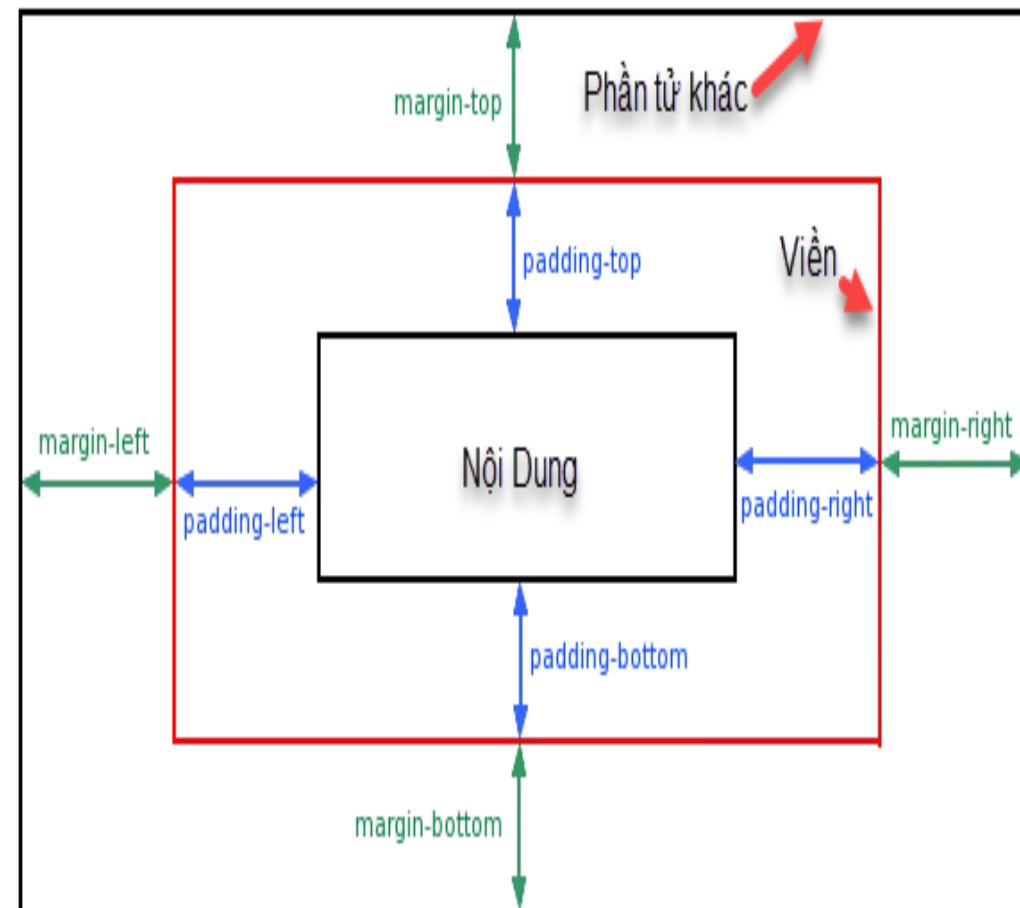 Phần tử khác
margin-top
Viền
padding-top
margin-left
margin-right
Nội Dung
padding-left
padding-right
padding-bottom
margin-bottom